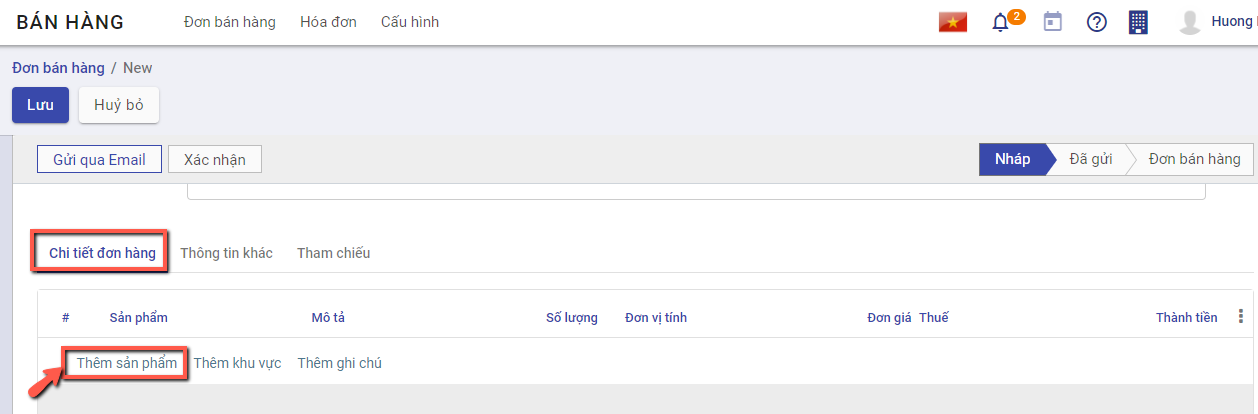 BÁN HÀNG Đơn bán hàng Hóa đơn Cấu hình 2 Huong
Đơn bán hàng / New
Lưu Huỷ bỏ
Gửi qua Email Xác nhận Nháp Đã gửi Đơn bán hàng
Chi tiết đơn hàng Thông tin khác Tham chiếu
# Sản phẩm Mô tả Số lượng Đơn vị tính Đơn giá Thuế Thành tiền
Thêm sản phẩm Thêm khu vực Thêm ghi chú